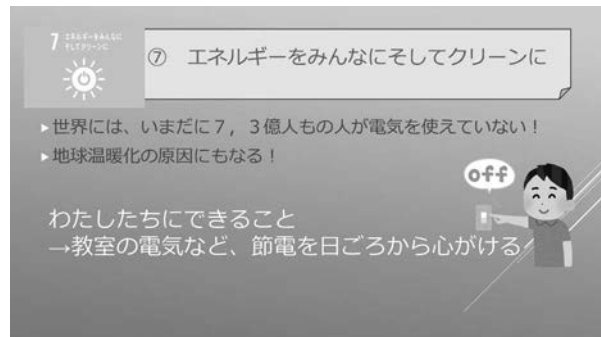 7 エネルギーをみんなに
そしてクリーンに
⑦ エネルギーをみんなにそしてクリーンに
▸世界には、いまだに7，3億人もの人が電気を使えていない！
▸地球温暖化の原因にもなる！
off
わたしたちにできること
→教室の電気など、節電を日ごろから心がける